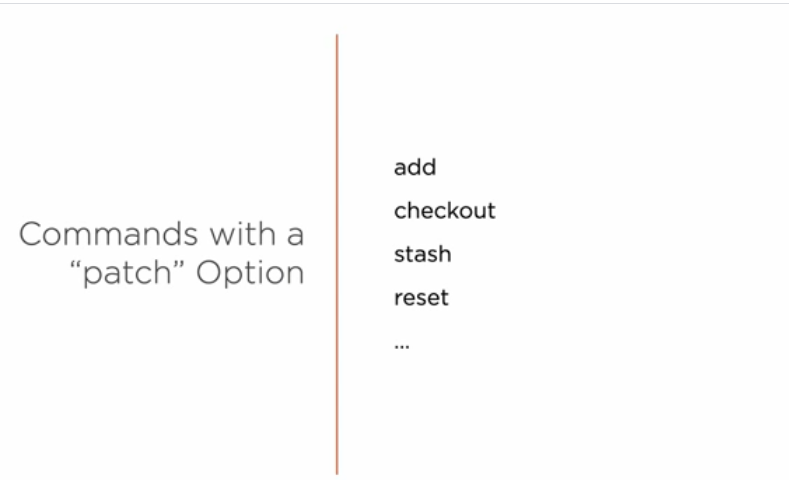 Commands with a
“patch” Option
add
checkout
stash
reset
...